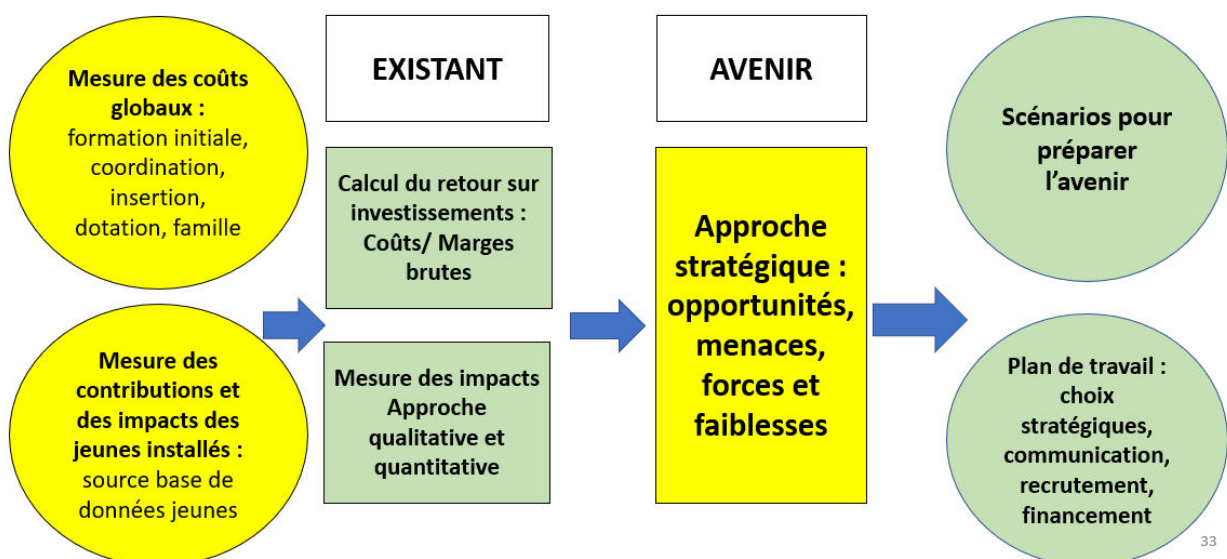 Mesure des coûts
globaux :
formation initiale,
coordination,
insertion,
dotation, famille
Mesure des
contributions et
des impacts des
jeunes installés :
source base de
données jeunes
EXISTANT
Calcul du retour sur
investissements :
Coûts/ Marges
brutes
Mesure des impacts
Approche
qualitative et
quantitative
AVENIR
Approche
stratégique :
opportunités,
menaces,
forces et
faiblesses
Scénarios pour
préparer
l’avenir
Plan de travail :
choix
stratégiques,
communication,
recrutement,
financement
33